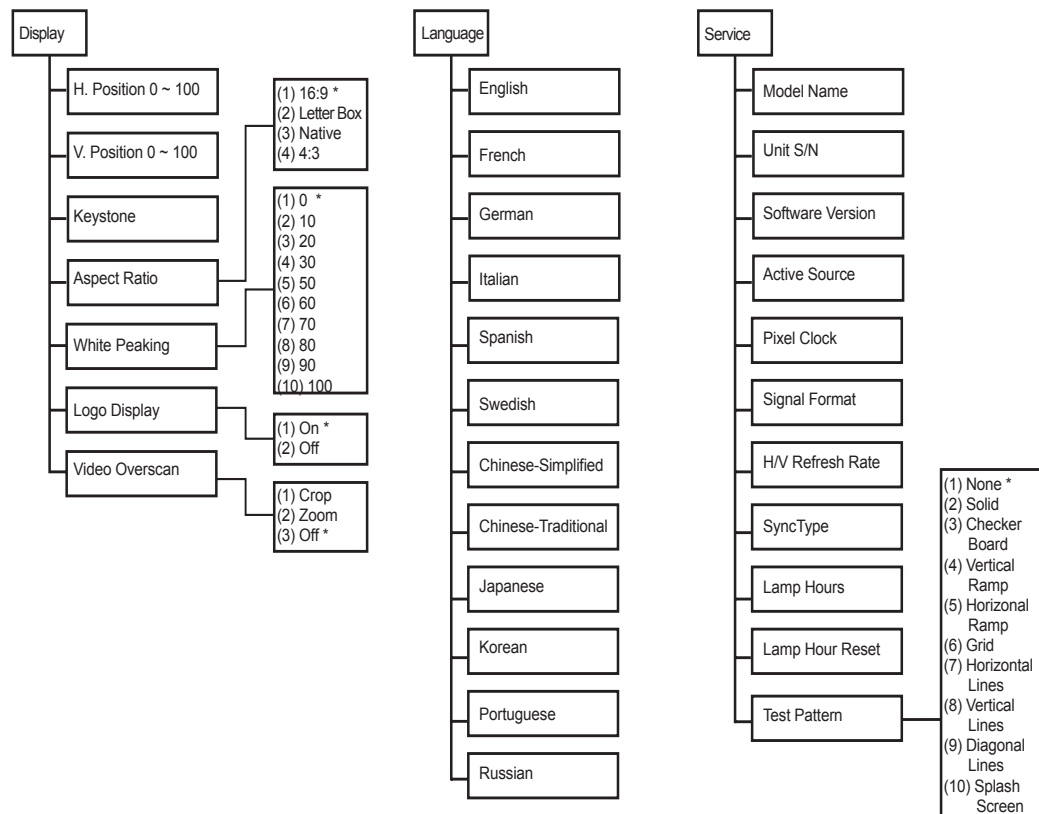 Display
H. Position 0 ~ 100
V. Position 0 ~ 100
Keystone
Aspect Ratio
White Peaking
Logo Display
Video Overscan
(1) 16:9 *
(2) Letter Box
(3) Native
(4) 4:3
(1) 0 *
(2) 10
(3) 20
(4) 30
(5) 50
(6) 60
(7) 70
(8) 80
(9) 90
(10) 100
(1) On *
(2) Off
(1) Crop
(2) Zoom
(3) Off *
Language
English
French
German
Italian
Spanish
Swedish
Chinese-Simplified
Chinese-Traditional
Japanese
Korean
Portuguese
Russian
Service
Model Name
Unit S/N
Software Version
Active Source
Pixel Clock
Signal Format
H/V Refresh Rate
SyncType
Lamp Hours
Lamp Hour Reset
Test Pattern
(1) None *
(2) Solid
(3) Checker
Board
(4) Vertical
Ramp
(5) Horizonal
Ramp
(6) Grid
(7) Horizontal
Lines
(8) Vertical
Lines
(9) Diagonal
Lines
(10) Splash
Screen